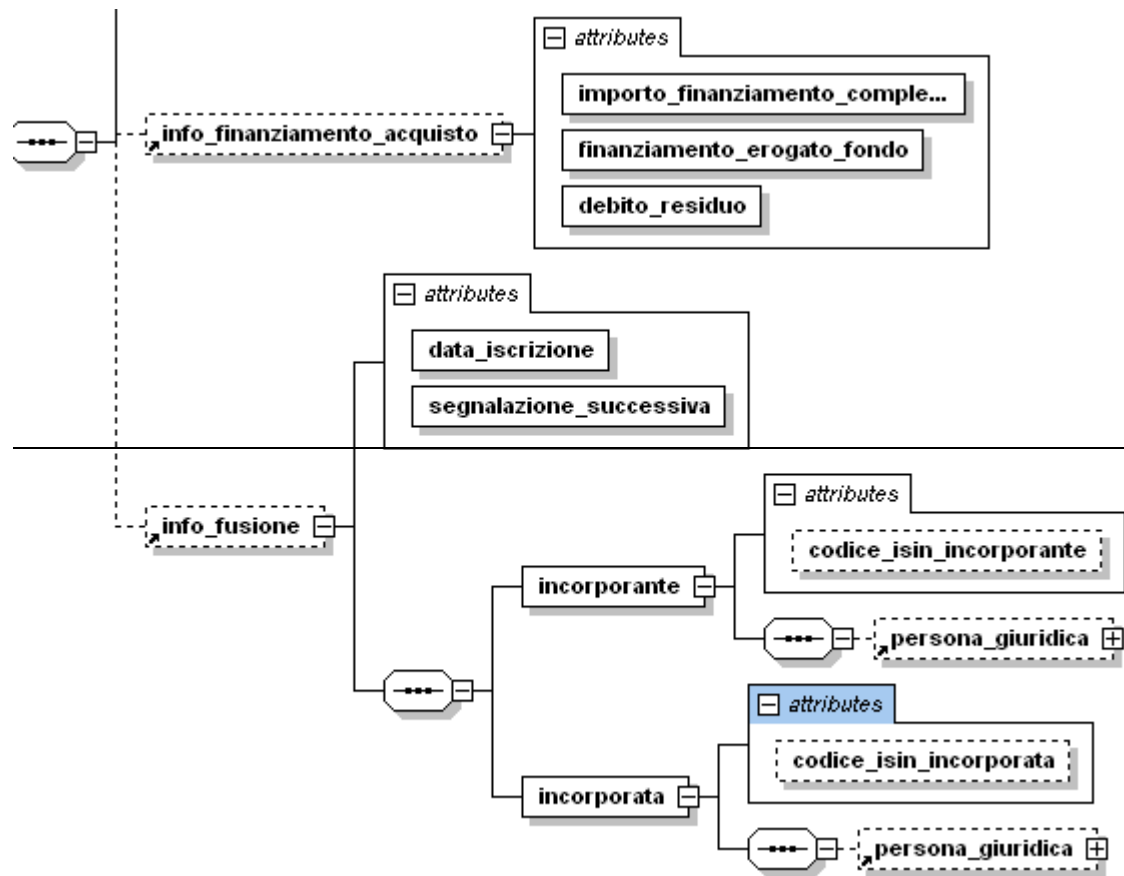 attributes
importo_finanziamento_comple...
info_finanziamento_acquisto
finanziamento_erogato_fondo
debito_residuo
attributes
data_iscrizione
segnalazione_successiva
info_fusione
attributes
codice_isin_incorporante
incorporante
persona_giuridica
attributes
codice_isin_incorporata
incorporata
persona_giuridica